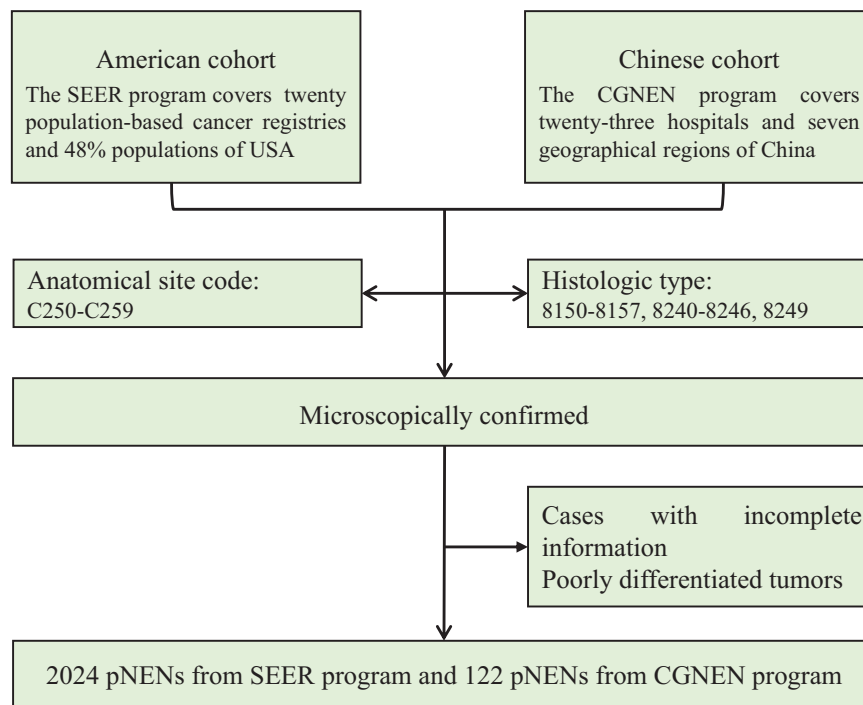 American cohort
The SEER program covers twenty
population-based cancer registries
and 48% populations of USA
Chinese cohort
The CGNEN program covers
twenty-three hospitals and seven
geographical regions of China
Anatomical site code:
C250-C259
Histologic type:
8150-8157, 8240-8246, 8249
Microscopically confirmed
Cases with incomplete
information
Poorly differentiated tumors
2024 pNENs from SEER program and 122 pNENs from CGNEN program